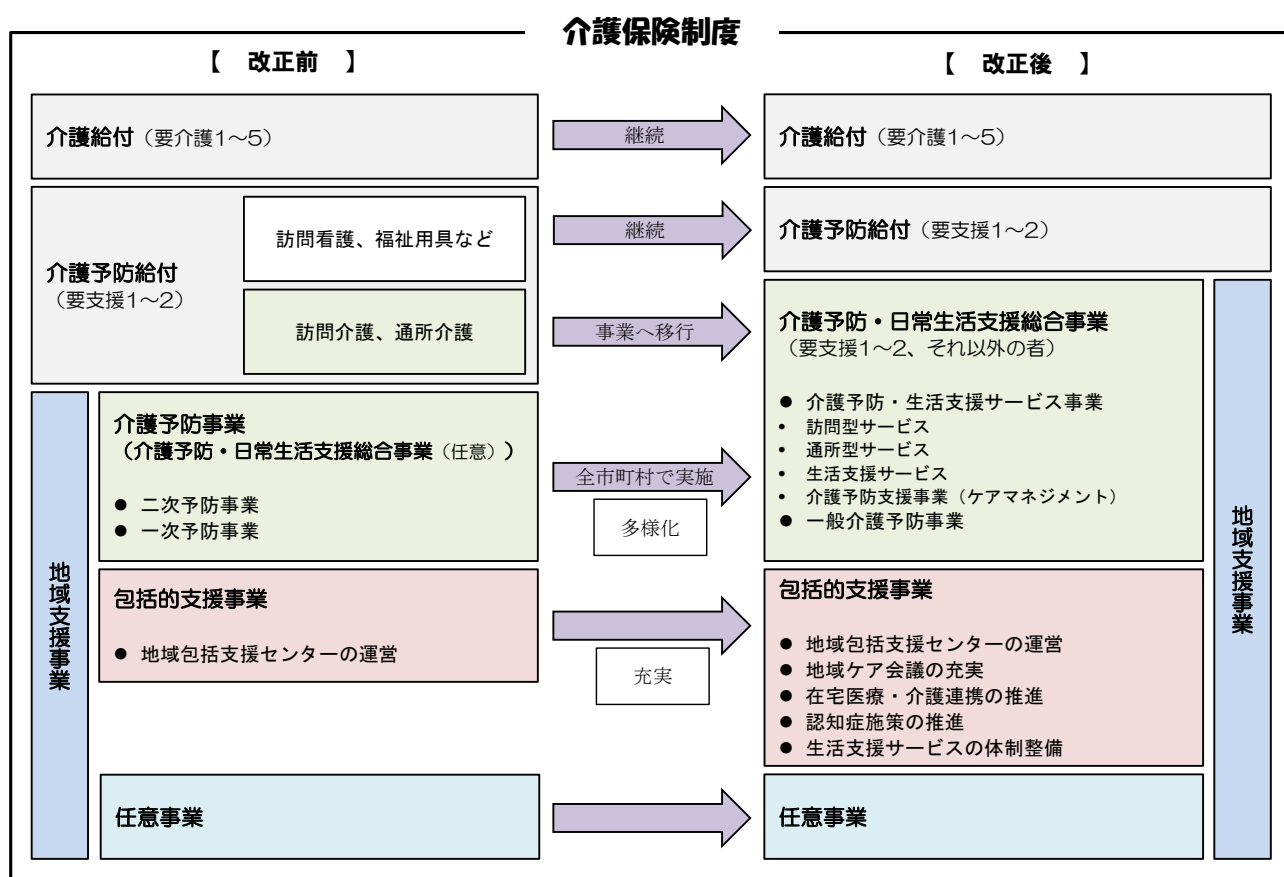 介護保険制度
【 改正前 】
【 改正後 】
介護給付（要介護1～5）
継続
介護給付（要介護1～5）
介護予防給付
（要支援1～2）
訪問看護、福祉用具など
継続
介護予防給付（要支援1～2）
訪問介護、通所介護
事業へ移行
介護予防・日常生活支援総合事業
（要支援1～2、それ以外の者）
● 介護予防・生活支援サービス事業
• 訪問型サービス
• 通所型サービス
• 生活支援サービス
• 介護予防支援事業（ケアマネジメント）
● 一般介護予防事業
介護予防事業
（介護予防・日常生活支援総合事業（任意））
● 二次予防事業
● 一次予防事業
全市町村で実施
多様化
地域支援事業
地域支援事業
包括的支援事業
● 地域包括支援センターの運営
充実
包括的支援事業
● 地域包括支援センターの運営
● 地域ケア会議の充実
● 在宅医療・介護連携の推進
● 認知症施策の推進
● 生活支援サービスの体制整備
任意事業
任意事業